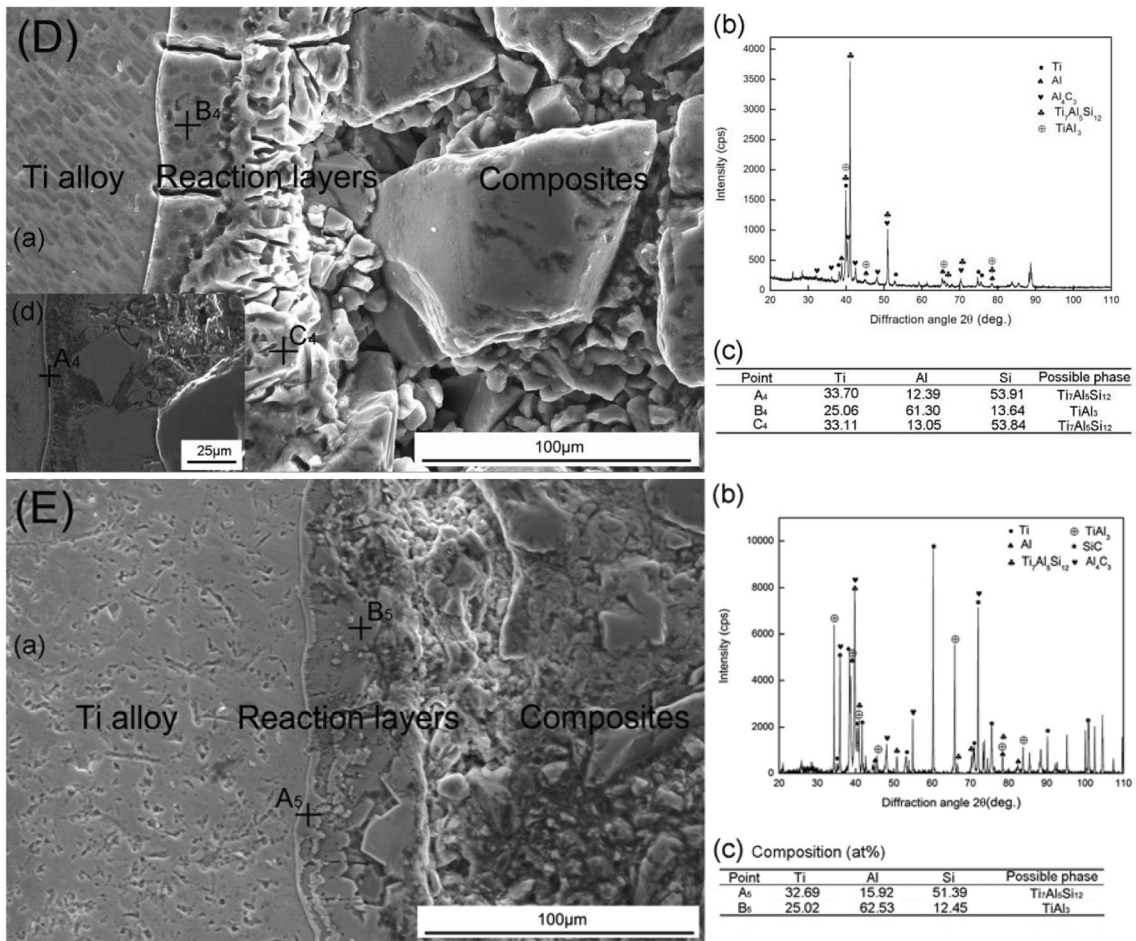 (D)
B₄
Ti alloy Reaction layers Composites
(a)
(d)
A₄
C₄
25μm
100μm
(b)
Intensity (cps)
4000
3500
3000
2500
2000
1500
1000
500
0
20 30 40 50 60 70 80 90 100 110
Diffraction angle 2θ (deg.)
● Ti
▲ Al
♥ Al₄C₃
♣ Ti₇Al₅Si₁₂
⊕ TiAl₃
(c)
Point Ti Al Si Possible phase
A₄ 33.70 12.39 53.91 Ti₇Al₅Si₁₂
B₄ 25.06 61.30 13.64 TiAl₃
C₄ 33.11 13.05 53.84 Ti₇Al₅Si₁₂
(E)
(a)
B₅
Ti alloy Reaction layers Composites
A₅
100μm
(b)
Intensity (cps)
10000
8000
6000
4000
2000
0
20 30 40 50 60 70 80 90 100 110
Diffraction angle 2θ(deg.)
● Ti ⊕ TiAl₃
▲ Al ✱ SiC
♣ Ti₇Al₅Si₁₂ ♥ Al₄C₃
(c) Composition (at%)
Point Ti Al Si Possible phase
A₅ 32.69 15.92 51.39 Ti₇Al₅Si₁₂
B₅ 25.02 62.53 12.45 TiAl₃